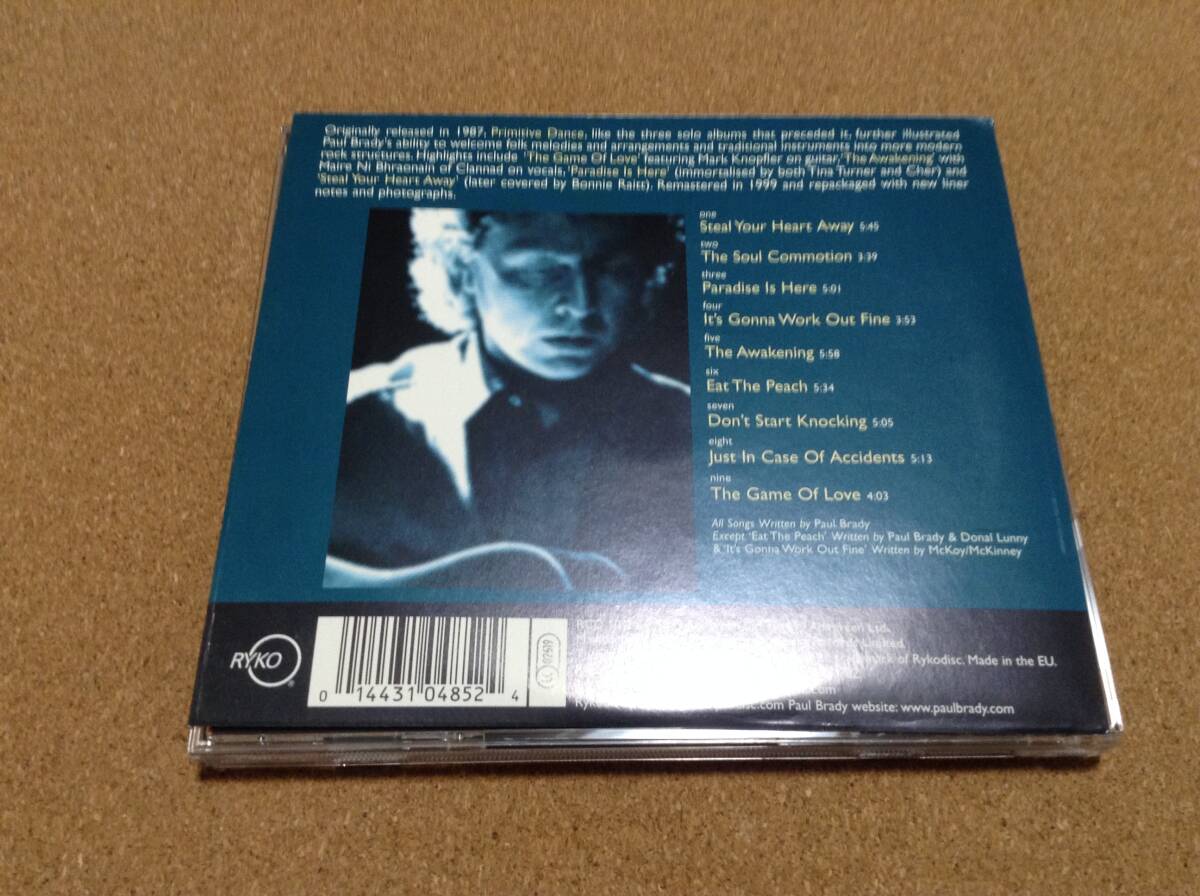 Originally released in 1987, Primitive Dance, like the three solo albums that preceded it, further illustrated
Paul Brady's ability to welcome folk melodies and arrangements and traditional instruments into more modern
rock structures. Highlights include 'The Game Of Love' featuring Mark Knopfler on guitar, 'The Awakening' with
Maire Ni Bhraonain of Clannad on vocals, 'Paradise Is Here' (immortalised by both Tina Turner and Cher) and
'Steal Your Heart Away' (later covered by Bonnie Raitt). Remastered in 1999 and repackaged with new liner
notes and photographs.
one
Steal Your Heart Away 5:45
two
The Soul Commotion 3:39
three
Paradise Is Here 5:01
four
It's Gonna Work Out Fine 3:53
five
The Awakening 5:58
six
Eat The Peach 5:34
seven
Don't Start Knocking 5:05
eight
Just In Case Of Accidents 5:13
nine
The Game Of Love 4:03
All Songs Written by Paul Brady
Except 'Eat The Peach' Written by Paul Brady & Donal Lunny
& 'It's Gonna Work Out Fine' Written by McKoy/McKinney
RYKO
®
0 14431 04852 4
LC 02619
Ltd.
Limited.
of Rykodisc. Made in the EU.
.com
disc.com Paul Brady website: www.paulbrady.com